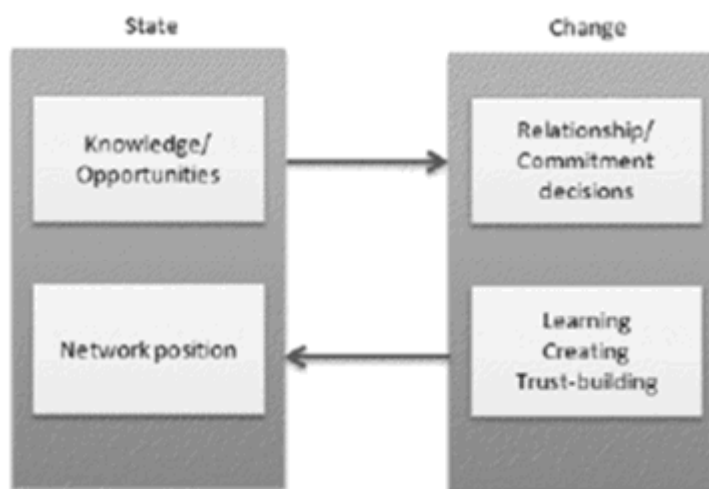 State
Change
Knowledge/
Opportunities
Relationship/
Commitment
decisions
Network position
Learning
Creating
Trust-building